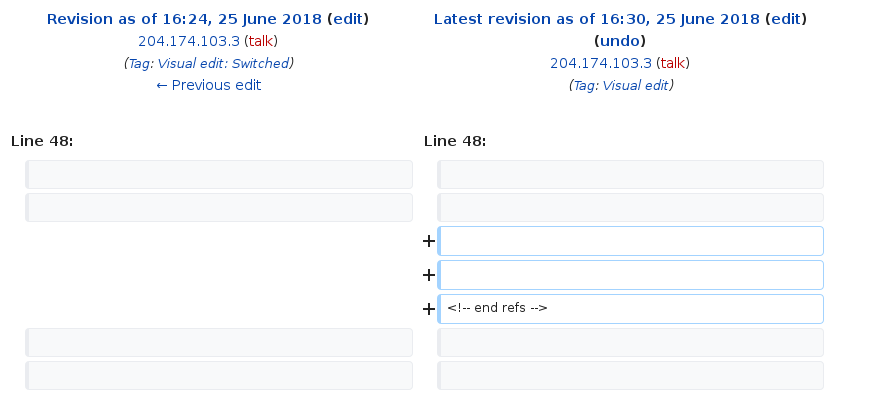 Revision as of 16:24, 25 June 2018 (edit)
204.174.103.3 (talk)
(Tag: Visual edit: Switched)
← Previous edit
Latest revision as of 16:30, 25 June 2018 (edit)
(undo)
204.174.103.3 (talk)
(Tag: Visual edit)
Line 48:
Line 48:
+
+
+ <!-- end refs -->